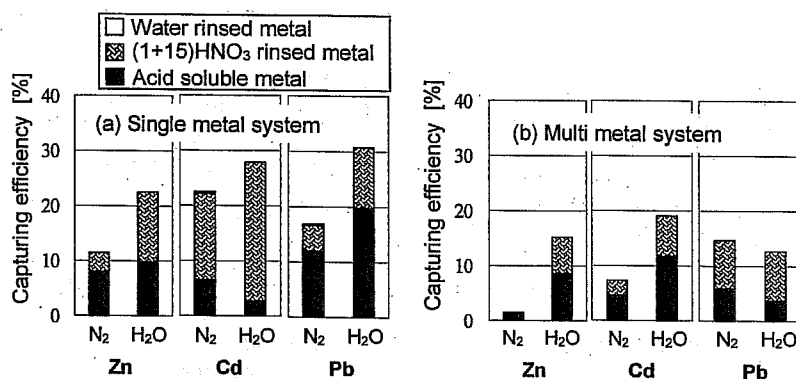 Water rinsed metal
(1+15)HNO₃ rinsed metal
Acid soluble metal
Capturing efficiency [%]
40
30
20
10
0
(a) Single metal system
N₂ H₂O N₂ H₂O N₂ H₂O
Zn Cd Pb
Capturing efficiency [%]
40
30
20
10
0
(b) Multi metal system
N₂ H₂O N₂ H₂O N₂ H₂O
Zn Cd Pb